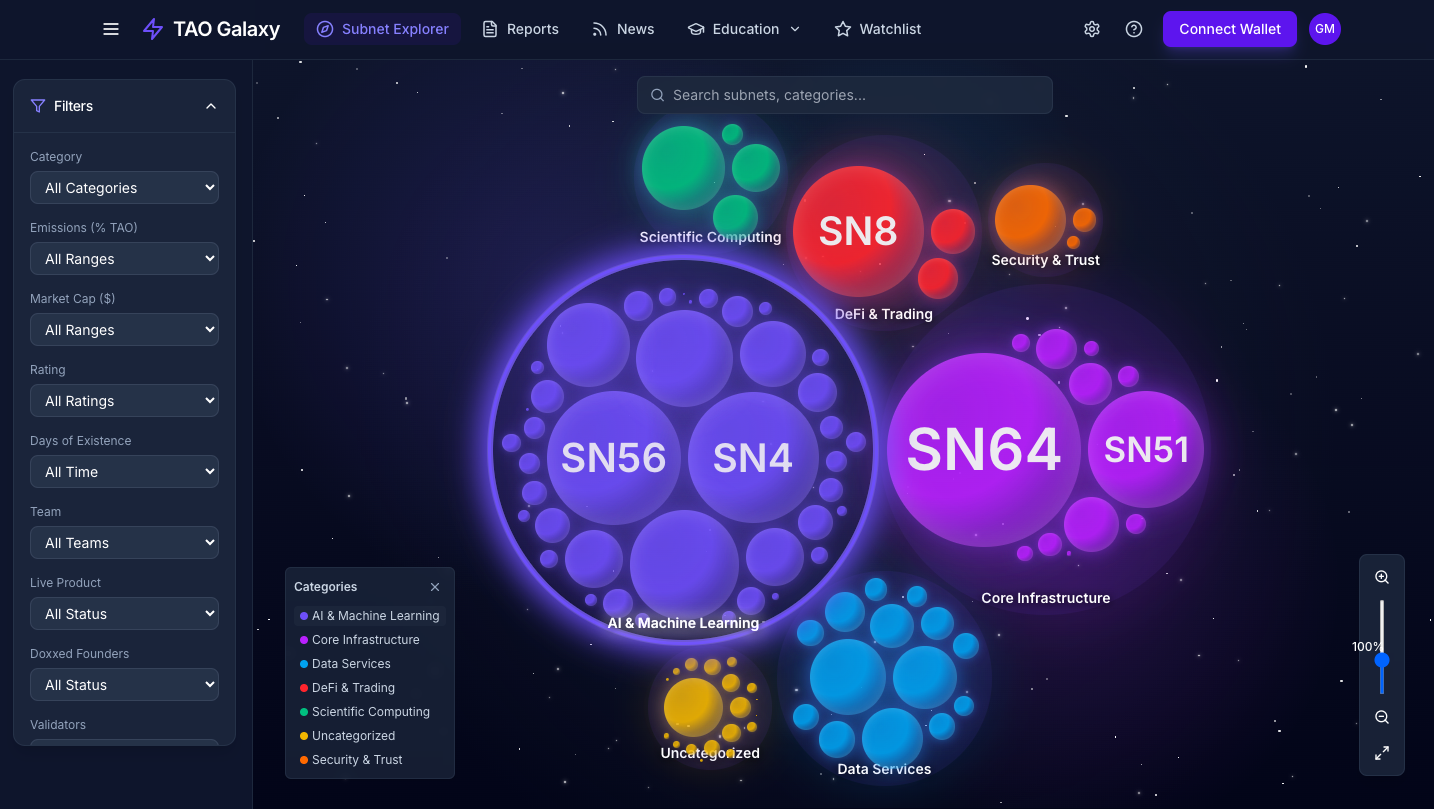 TAO Galaxy
Subnet Explorer
Reports
News
Education
Watchlist
Connect Wallet
GM
Filters
Category
All Categories
Emissions (% TAO)
All Ranges
Market Cap ($)
All Ranges
Rating
All Ratings
Days of Existence
All Time
Team
All Teams
Live Product
All Status
Doxxed Founders
All Status
Validators
Search subnets, categories...
Scientific Computing
SN8
DeFi & Trading
Security & Trust
SN56
SN4
AI & Machine Learning
SN64
SN51
Core Infrastructure
Uncategorized
Data Services
Categories
AI & Machine Learning
Core Infrastructure
Data Services
DeFi & Trading
Scientific Computing
Uncategorized
Security & Trust
100%